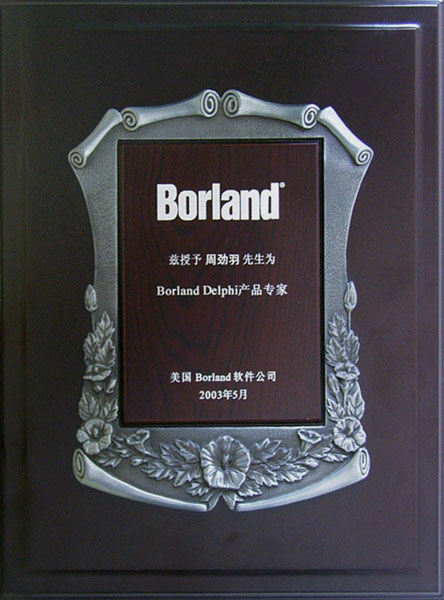 Borland®
兹授予 周劲羽 先生为
Borland Delphi产品专家
美国 Borland 软件公司
2003年5月